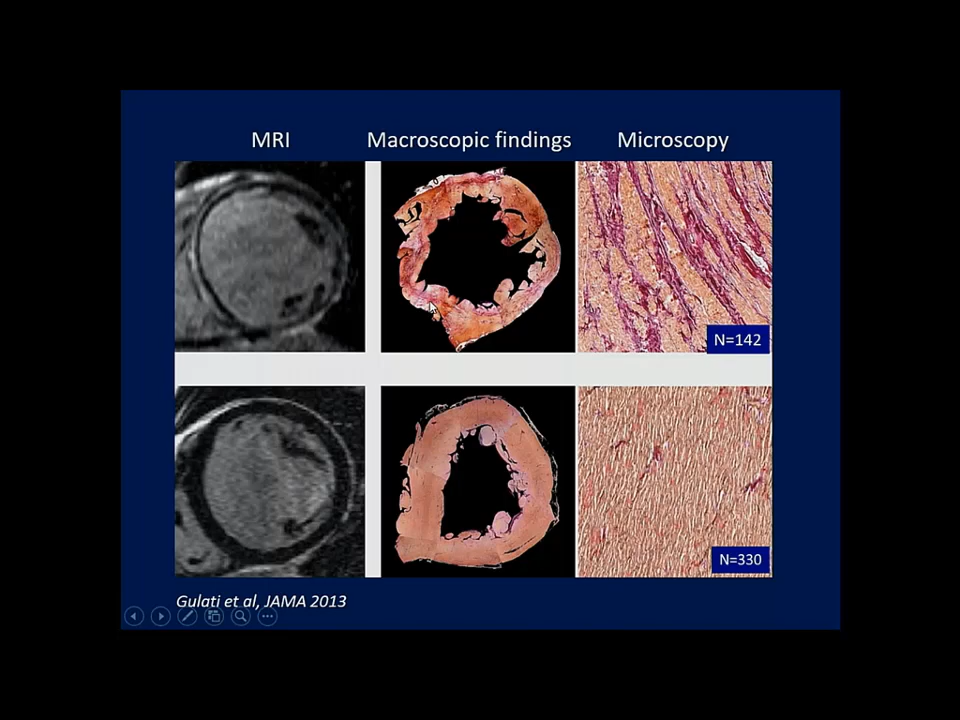 MRI
Macroscopic findings
Microscopy
N=142
N=330
Gulati et al, JAMA 2013